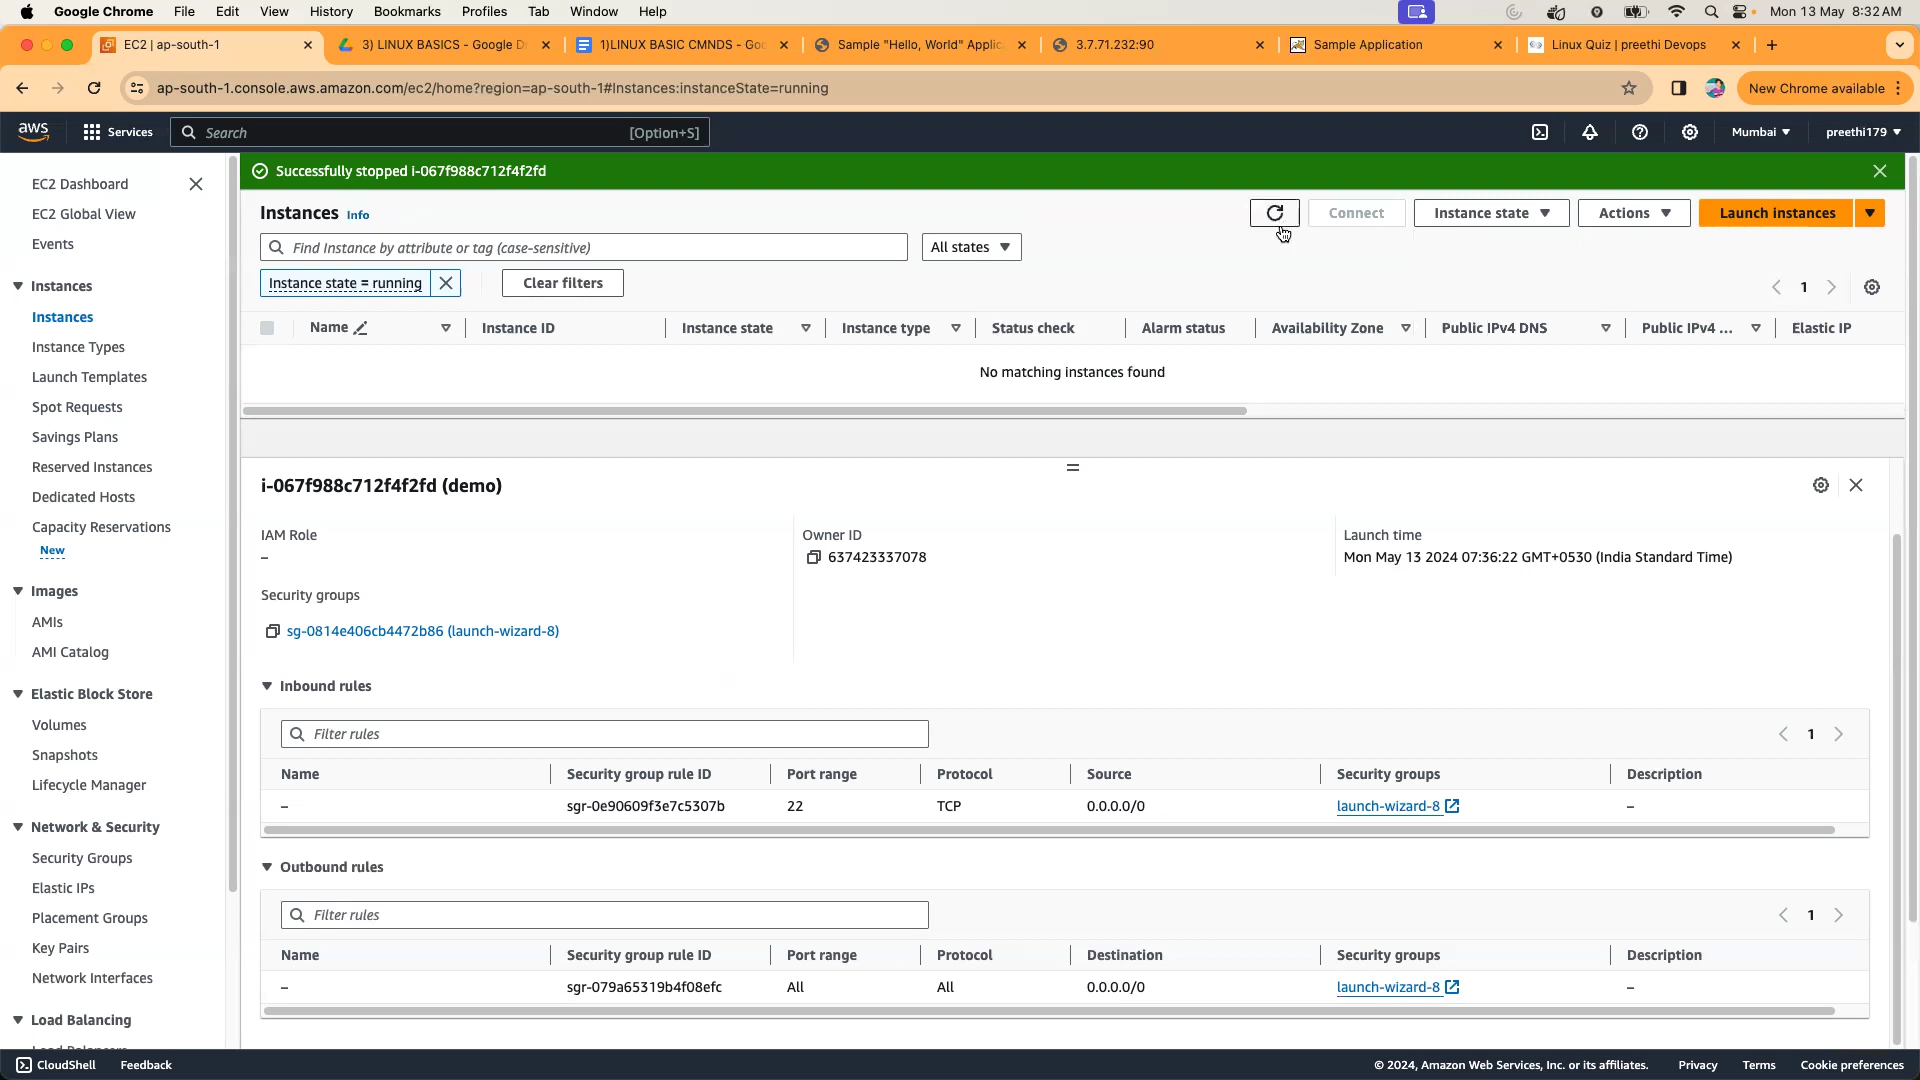 Google Chrome File Edit View History Bookmarks Profiles Tab Window Help Mon 13 May 8:32 AM
EC2 | ap-south-1 3) LINUX BASICS - Google D 1)LINUX BASIC CMNDS - Goo Sample "Hello, World" Applic 3.7.71.232:90 Sample Application Linux Quiz | preethi Devops
ap-south-1.console.aws.amazon.com/ec2/home?region=ap-south-1#Instances:instanceState=running New Chrome available
aws Services Search [Option+S] Mumbai preethi179
Successfully stopped i-067f988c712f4f2fd
EC2 Dashboard
EC2 Global View
Events
Instances
Instances
Instance Types
Launch Templates
Spot Requests
Savings Plans
Reserved Instances
Dedicated Hosts
Capacity Reservations
New
Images
AMIs
AMI Catalog
Elastic Block Store
Volumes
Snapshots
Lifecycle Manager
Network & Security
Security Groups
Elastic IPs
Placement Groups
Key Pairs
Network Interfaces
Load Balancing
Instances Info Connect Instance state Actions Launch instances
Find Instance by attribute or tag (case-sensitive) All states
Instance state = running Clear filters 1
Name Instance ID Instance state Instance type Status check Alarm status Availability Zone Public IPv4 DNS Public IPv4 ... Elastic IP
No matching instances found
i-067f988c712f4f2fd (demo)
IAM Role Owner ID Launch time
– 637423337078 Mon May 13 2024 07:36:22 GMT+0530 (India Standard Time)
Security groups
sg-0814e406cb4472b86 (launch-wizard-8)
Inbound rules
Filter rules 1
Name Security group rule ID Port range Protocol Source Security groups Description
– sgr-0e90609f3e7c5307b 22 TCP 0.0.0.0/0 launch-wizard-8 –
Outbound rules
Filter rules 1
Name Security group rule ID Port range Protocol Destination Security groups Description
– sgr-079a65319b4f08efc All All 0.0.0.0/0 launch-wizard-8 –
CloudShell Feedback © 2024, Amazon Web Services, Inc. or its affiliates. Privacy Terms Cookie preferences